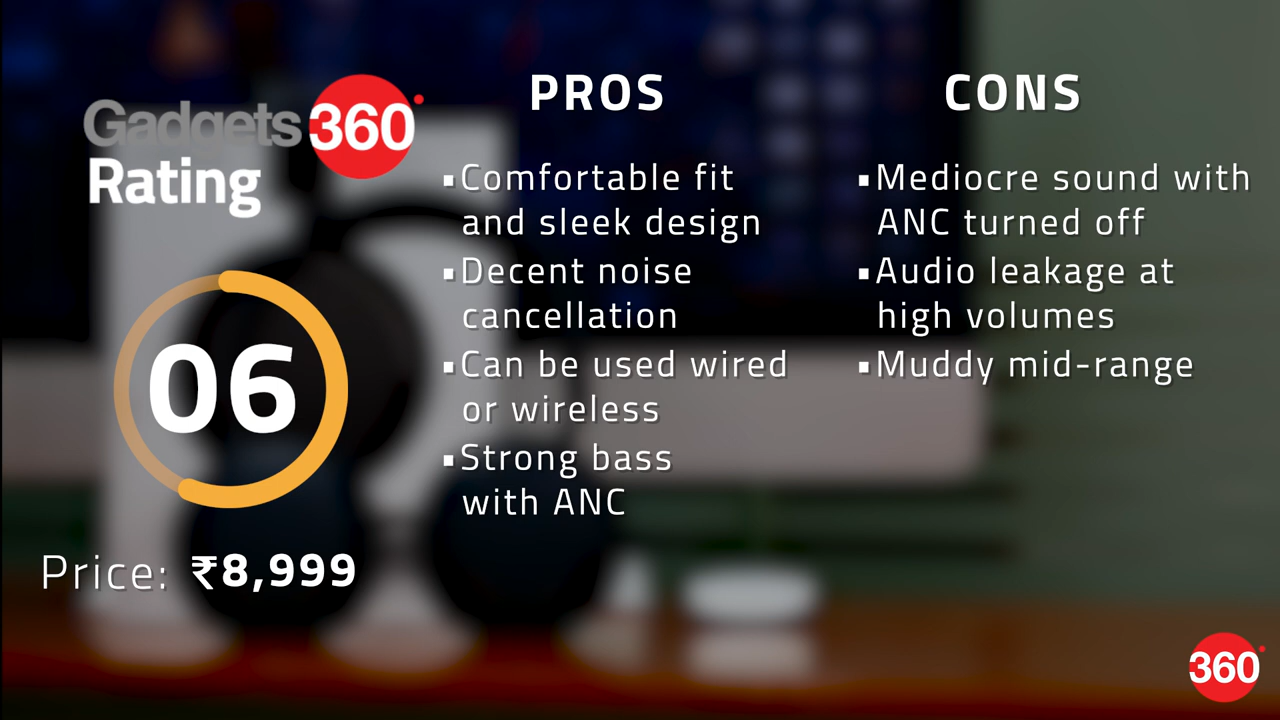 Gadgets 360
Rating
06
Price: ₹8,999
PROS
▪Comfortable fit
and sleek design
▪Decent noise
cancellation
▪Can be used wired
or wireless
▪Strong bass
with ANC
CONS
▪Mediocre sound with
ANC turned off
▪Audio leakage at
high volumes
▪Muddy mid-range
360